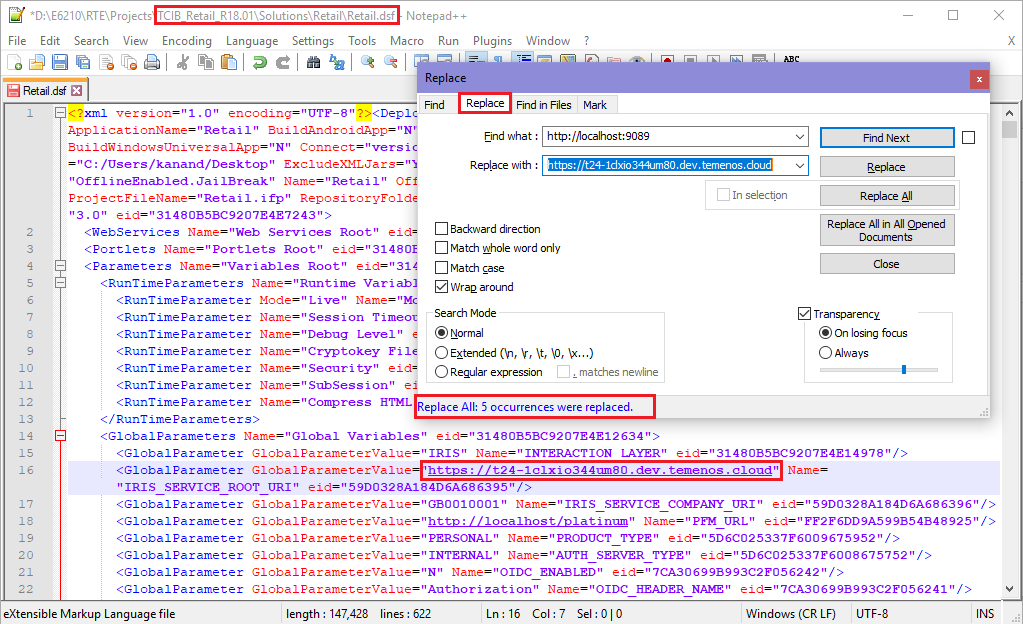 *D:\E6210\RTE\Projects\TCIB_Retail_R18.01\Solutions\Retail\Retail.dsf - Notepad++
File Edit Search View Encoding Language Settings Tools Macro Run Plugins Window ? X
ABC
Retail.dsf
Replace
Find Replace Find in Files Mark
Find what : http://localhost:9089 Find Next
Replace with : https://t24-1clxio344um80.dev.temenos.cloud Replace
In selection Replace All
Replace All in All Opened
Documents
Close
Backward direction
Match whole word only
Match case
Wrap around
Search Mode
Normal
Extended (\n, \r, \t, \0, \x...)
Regular expression . matches newline
Transparency
On losing focus
Always
Replace All: 5 occurrences were replaced.
1 <?xml version="1.0" encoding="UTF-8"?><Deplo
ApplicationName="Retail" BuildAndroidApp="N"
BuildWindowsUniversalApp="N" Connect="version
="C:/Users/kanand/Desktop" ExcludeXMLJars="Y
"OfflineEnabled.JailBreak" Name="Retail" Off
ProjectFileName="Retail.ifp" RepositoryFolde
"3.0" eid="31480B5BC9207E4E7243">
2 <WebServices Name="Web Services Root" eid=
3 <Portlets Name="Portlets Root" eid="31480B
4 <Parameters Name="Variables Root" eid="314
5 <RunTimeParameters Name="Runtime Variabl
6 <RunTimeParameter Mode="Live" Name="Mo
7 <RunTimeParameter Name="Session Timeou
8 <RunTimeParameter Name="Debug Level" e
9 <RunTimeParameter Name="Cryptokey File
10 <RunTimeParameter Name="Security" eid=
11 <RunTimeParameter Name="SubSession" ei
12 <RunTimeParameter Name="Compress HTML
13 </RunTimeParameters>
14 <GlobalParameters Name="Global Variables" eid="31480B5BC9207E4E12634">
15 <GlobalParameter GlobalParameterValue="IRIS" Name="INTERACTION LAYER" eid="31480B5BC9207E4E14978"/>
16 <GlobalParameter GlobalParameterValue="https://t24-1clxio344um80.dev.temenos.cloud" Name=
"IRIS_SERVICE_ROOT_URI" eid="59D0328A184D6A686395"/>
17 <GlobalParameter GlobalParameterValue="GB0010001" Name="IRIS_SERVICE_COMPANY_URI" eid="59D0328A184D6A686396"/>
18 <GlobalParameter GlobalParameterValue="http://localhost/platinum" Name="PFM_URL" eid="FF2F6DD9A599B54B48925"/>
19 <GlobalParameter GlobalParameterValue="PERSONAL" Name="PRODUCT_TYPE" eid="5D6C025337F6009675952"/>
20 <GlobalParameter GlobalParameterValue="INTERNAL" Name="AUTH_SERVER_TYPE" eid="5D6C025337F6008675752"/>
21 <GlobalParameter GlobalParameterValue="N" Name="OIDC_ENABLED" eid="7CA30699B993C2F056242"/>
22 <GlobalParameter GlobalParameterValue="Authorization" Name="OIDC_HEADER_NAME" eid="7CA30699B993C2F056241"/>
eXtensible Markup Language file length : 147,428 lines : 622 Ln : 16 Col : 7 Sel : 0 | 0 Windows (CR LF) UTF-8 INS